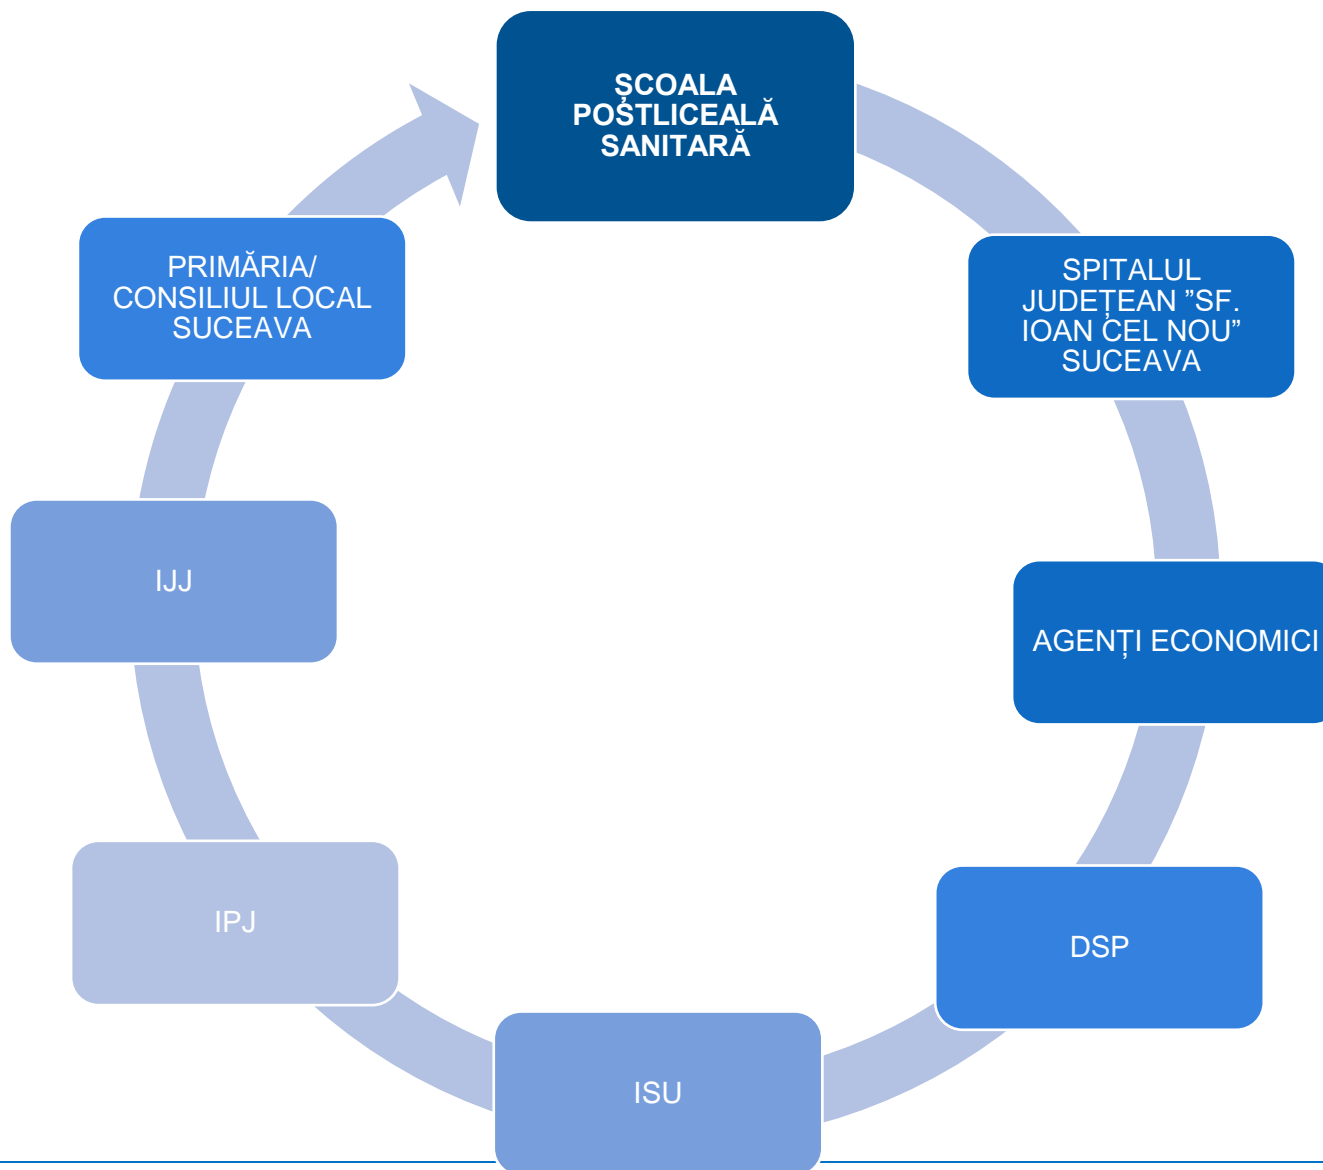 ȘCOALA
POSTLICEALĂ
SANITARĂ
SPITALUL
JUDEȚEAN ”SF.
IOAN CEL NOU”
SUCEAVA
AGENȚI ECONOMICI
DSP
ISU
IPJ
IJJ
PRIMĂRIA/
CONSILIUL LOCAL
SUCEAVA